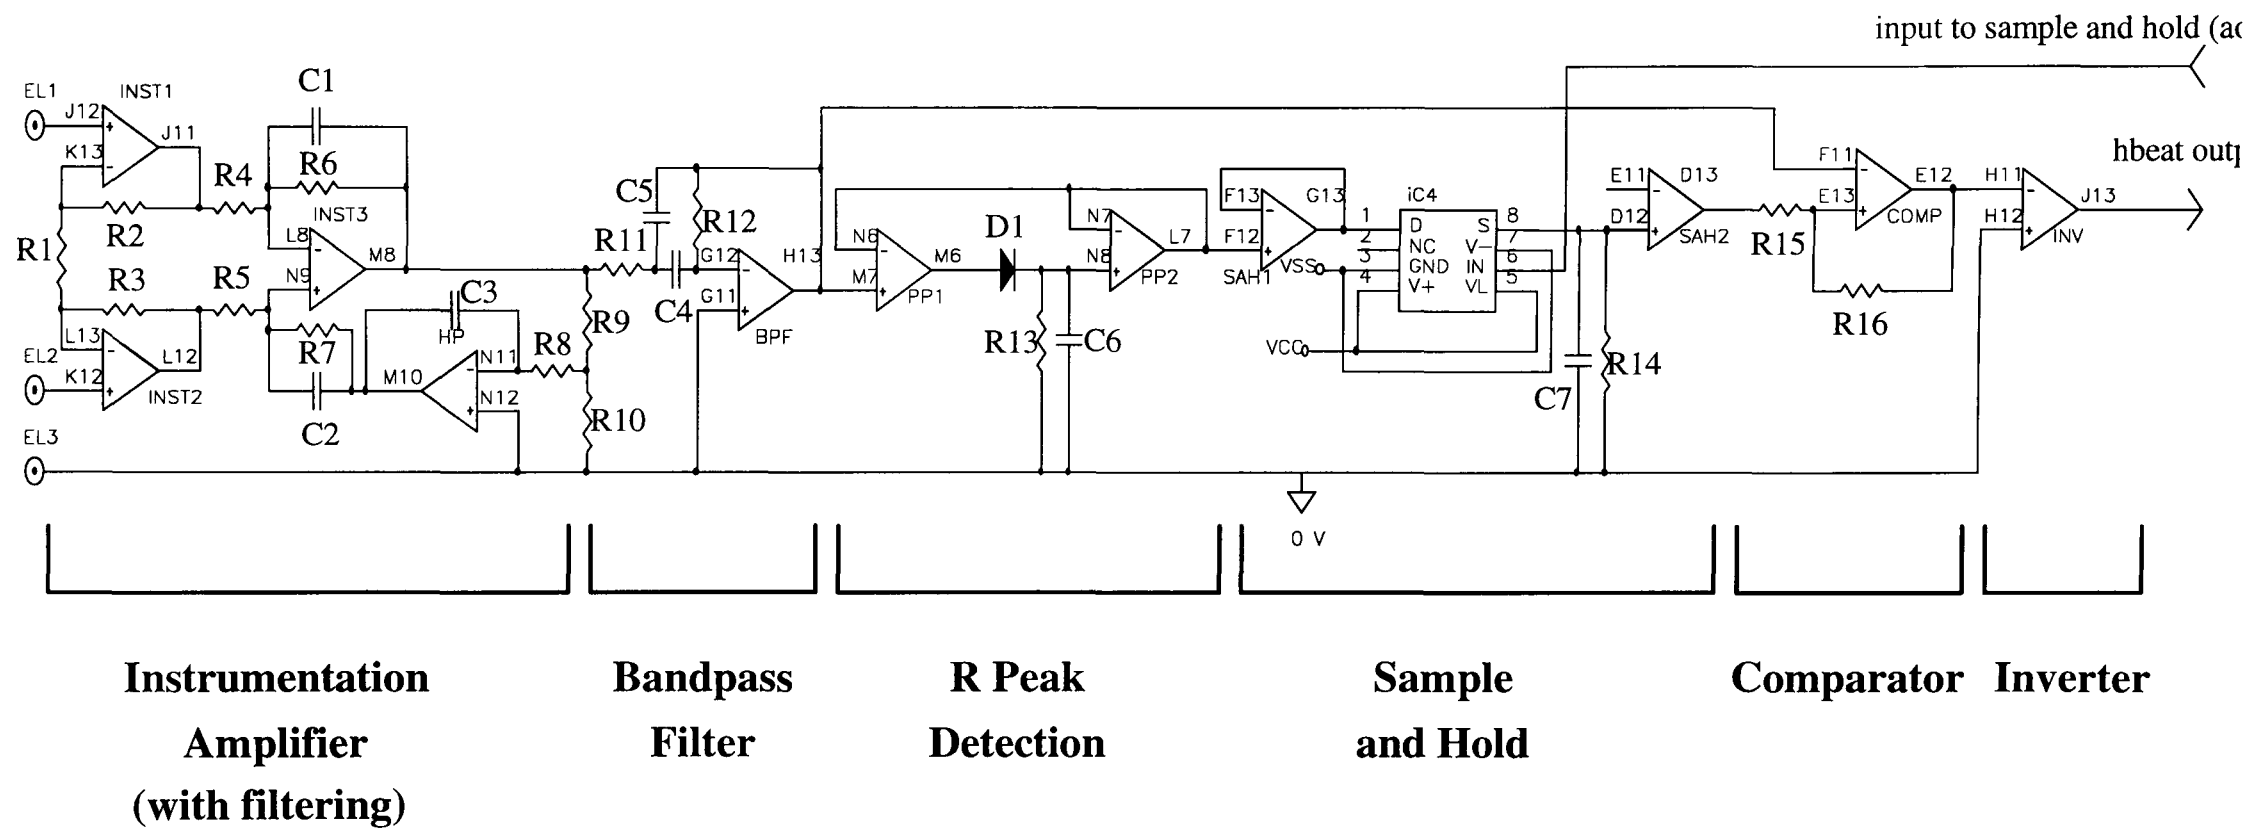 input to sample and hold (ac
hbeat outp
EL1
INST1
C1
J12
J11
K13
R4
R6
R2
INST3
R1
L8
M8
R3
R5
N9
L13
R7
EL2
L12
K12
INST2
C2
EL3
C3
HP
M10
N11
N12
R8
R9
R10
C5
R12
R11
C4
G12
G11
H13
BPF
N6
M7
M6
PP1
D1
R13
C6
N7
N8
L7
PP2
F13
G13
F12
SAH1
VSS
VCC
iC4
1 D S 8
2 NC V- 7
3 GND IN 6
4 V+ VL 5
C7
R14
E11
D13
D12
SAH2
R15
F11
E13
E12
COMP
R16
H11
H12
J13
INV
0 V
Instrumentation
Amplifier
(with filtering)
Bandpass
Filter
R Peak
Detection
Sample
and Hold
Comparator
Inverter